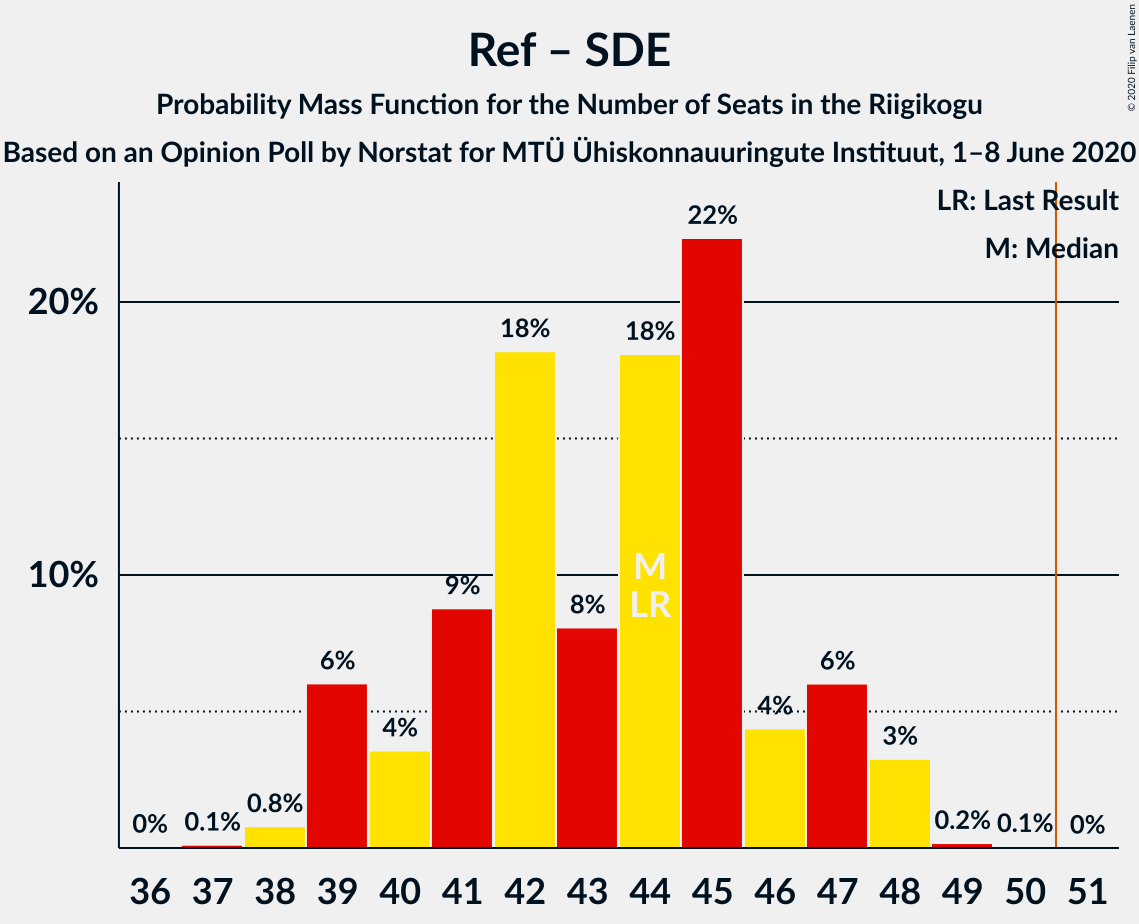 Ref – SDE
Probability Mass Function for the Number of Seats in the Riigikogu
Based on an Opinion Poll by Norstat for MTÜ Ühiskonnauuringute Instituut, 1–8 June 2020
© 2020 Filip van Laenen
LR: Last Result
M: Median
20%
10%
0% 0.1% 0.8% 6% 4% 9% 18% 8% 18% 22% 4% 6% 3% 0.2% 0.1% 0%
M
LR
36 37 38 39 40 41 42 43 44 45 46 47 48 49 50 51